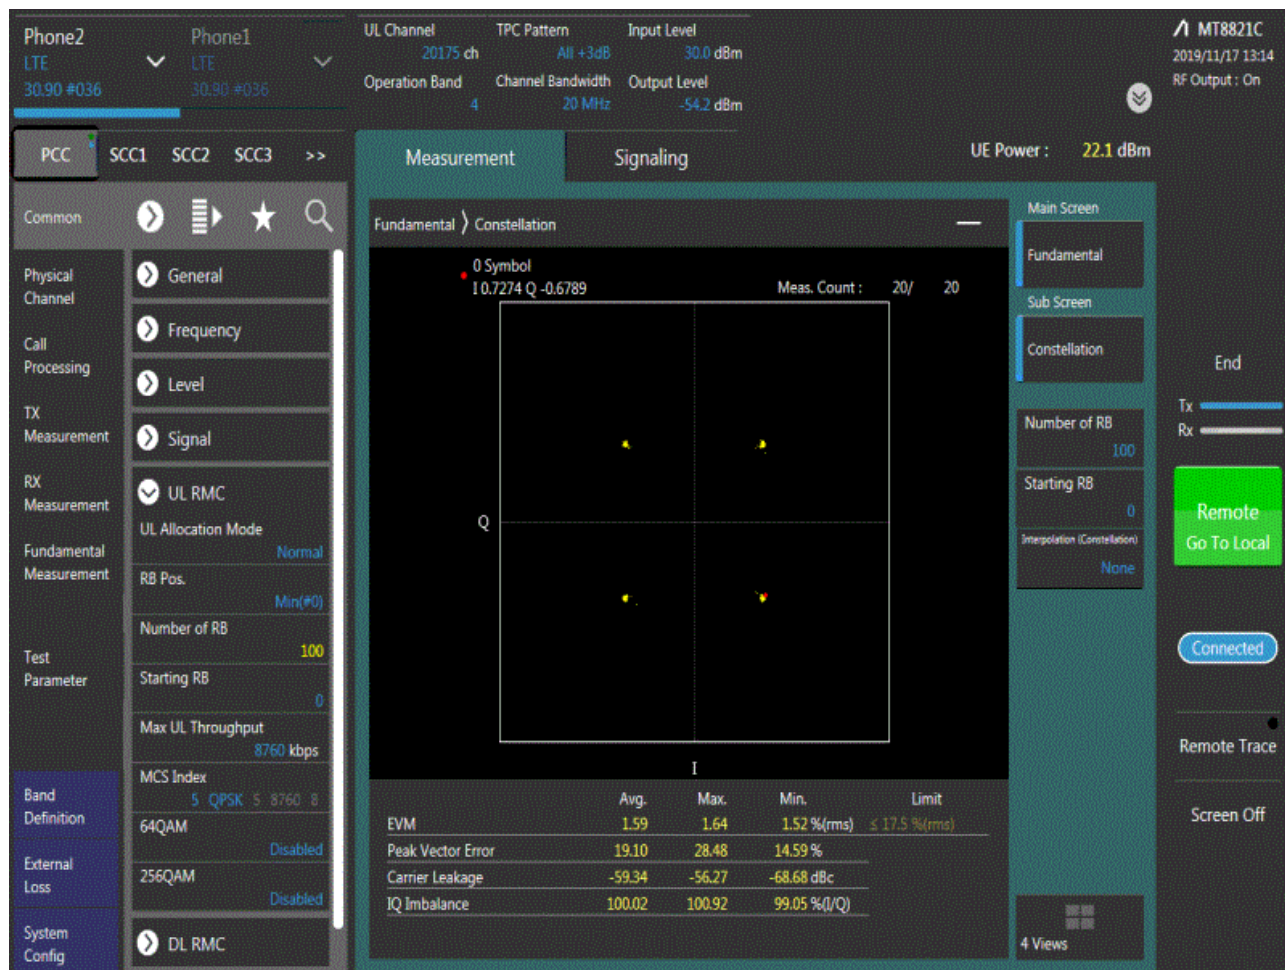 Phone2
LTE
30.90 #036
Phone1
LTE
30.90 #036
UL Channel
20175 ch
TPC Pattern
All +3dB
Input Level
30.0 dBm
Operation Band
4
Channel Bandwidth
20 MHz
Output Level
-54.2 dBm
MT8821C
2019/11/17 13:14
RF Output : On
PCC SCC1 SCC2 SCC3 >>
Measurement
Signaling
UE Power : 22.1 dBm
Common
Physical
Channel
Call
Processing
TX
Measurement
RX
Measurement
Fundamental
Measurement
Test
Parameter
Band
Definition
External
Loss
System
Config
General
Frequency
Level
Signal
UL RMC
UL Allocation Mode
Normal
RB Pos.
Min(#0)
Number of RB
100
Starting RB
0
Max UL Throughput
8760 kbps
MCS Index
5 QPSK 5 8760 8
64QAM
Disabled
256QAM
Disabled
DL RMC
Fundamental 〉 Constellation
0 Symbol
I 0.7274 Q -0.6789
Meas. Count : 20/ 20
Q
I
Avg. Max. Min. Limit
EVM 1.59 1.64 1.52 %(rms) ≤ 17.5 %(rms)
Peak Vector Error 19.10 28.48 14.59 %
Carrier Leakage -59.34 -56.27 -68.68 dBc
IQ Imbalance 100.02 100.92 99.05 %(I/Q)
Main Screen
Fundamental
Sub Screen
Constellation
Number of RB
100
Starting RB
0
Interpolation (Constellation)
None
4 Views
End
Tx
Rx
Remote
Go To Local
Connected
Remote Trace
Screen Off